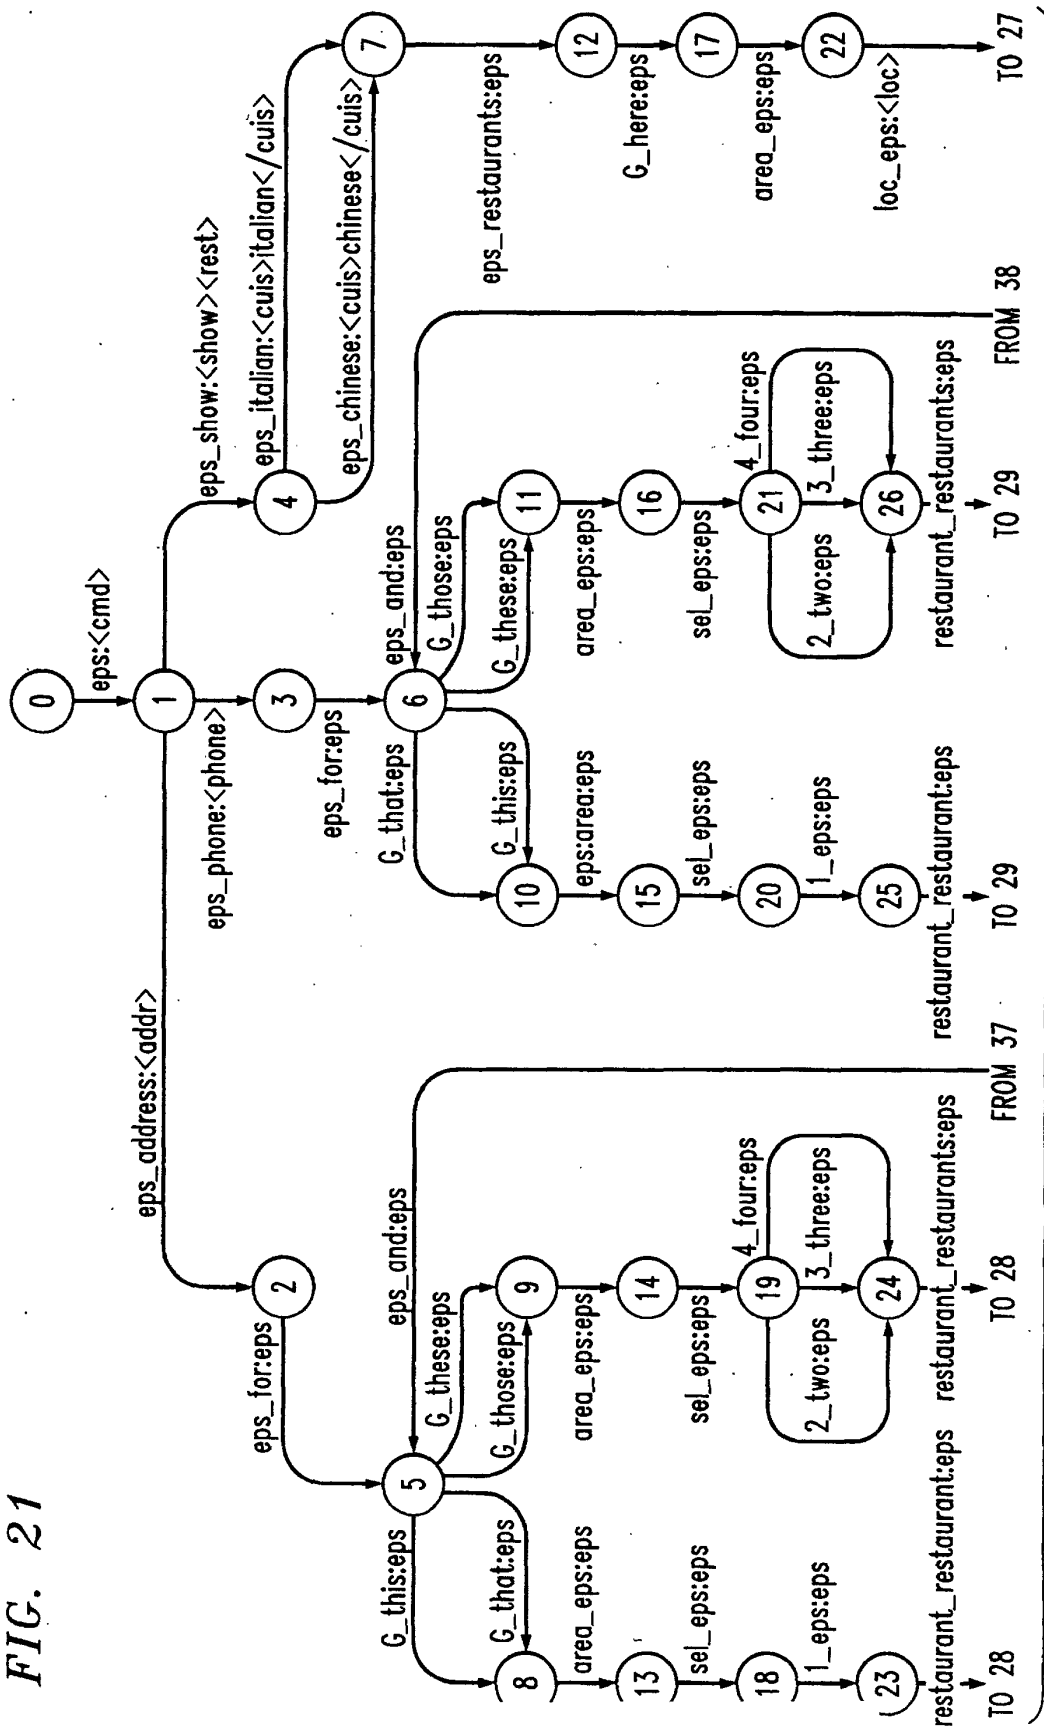 FIG. 21
0
eps:<cmd>
1
eps_address:<addr>
eps_phone:<phone>
eps_show:<show><rest>
2
3
4
eps_for:eps
eps_for:eps
eps_italian:<cuis>italian</cuis>
eps_chinese:<cuis>chinese</cuis>
5
6
7
eps_and:eps
eps_and:eps
G_this:eps
G_that:eps
G_these:eps
G_those:eps
G_that:eps
G_this:eps
G_those:eps
G_these:eps
eps_restaurants:eps
8
9
10
11
12
area_eps:eps
area_eps:eps
eps:area:eps
area_eps:eps
G_here:eps
13
14
15
16
17
sel_eps:eps
sel_eps:eps
sel_eps:eps
sel_eps:eps
area_eps:eps
18
19
20
21
22
1_eps:eps
2_two:eps
3_three:eps
4_four:eps
1_eps:eps
2_two:eps
3_three:eps
4_four:eps
loc_eps:<loc>
23
24
25
26
restaurant_restaurant:eps
restaurant_restaurants:eps
restaurant_restaurant:eps
restaurant_restaurants:eps
TO 28
TO 28
FROM 37
TO 29
TO 29
FROM 38
TO 27